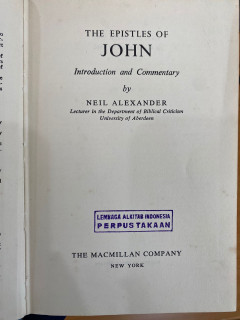 THE EPISTLES OF
JOHN
Introduction and Commentary
by
NEIL ALEXANDER
Lecturer in the Department of Biblical Criticism
University of Aberdeen
LEMBAGA ALKITAB INDONESIA
PERPUSTAKAAN
THE MACMILLAN COMPANY
NEW YORK